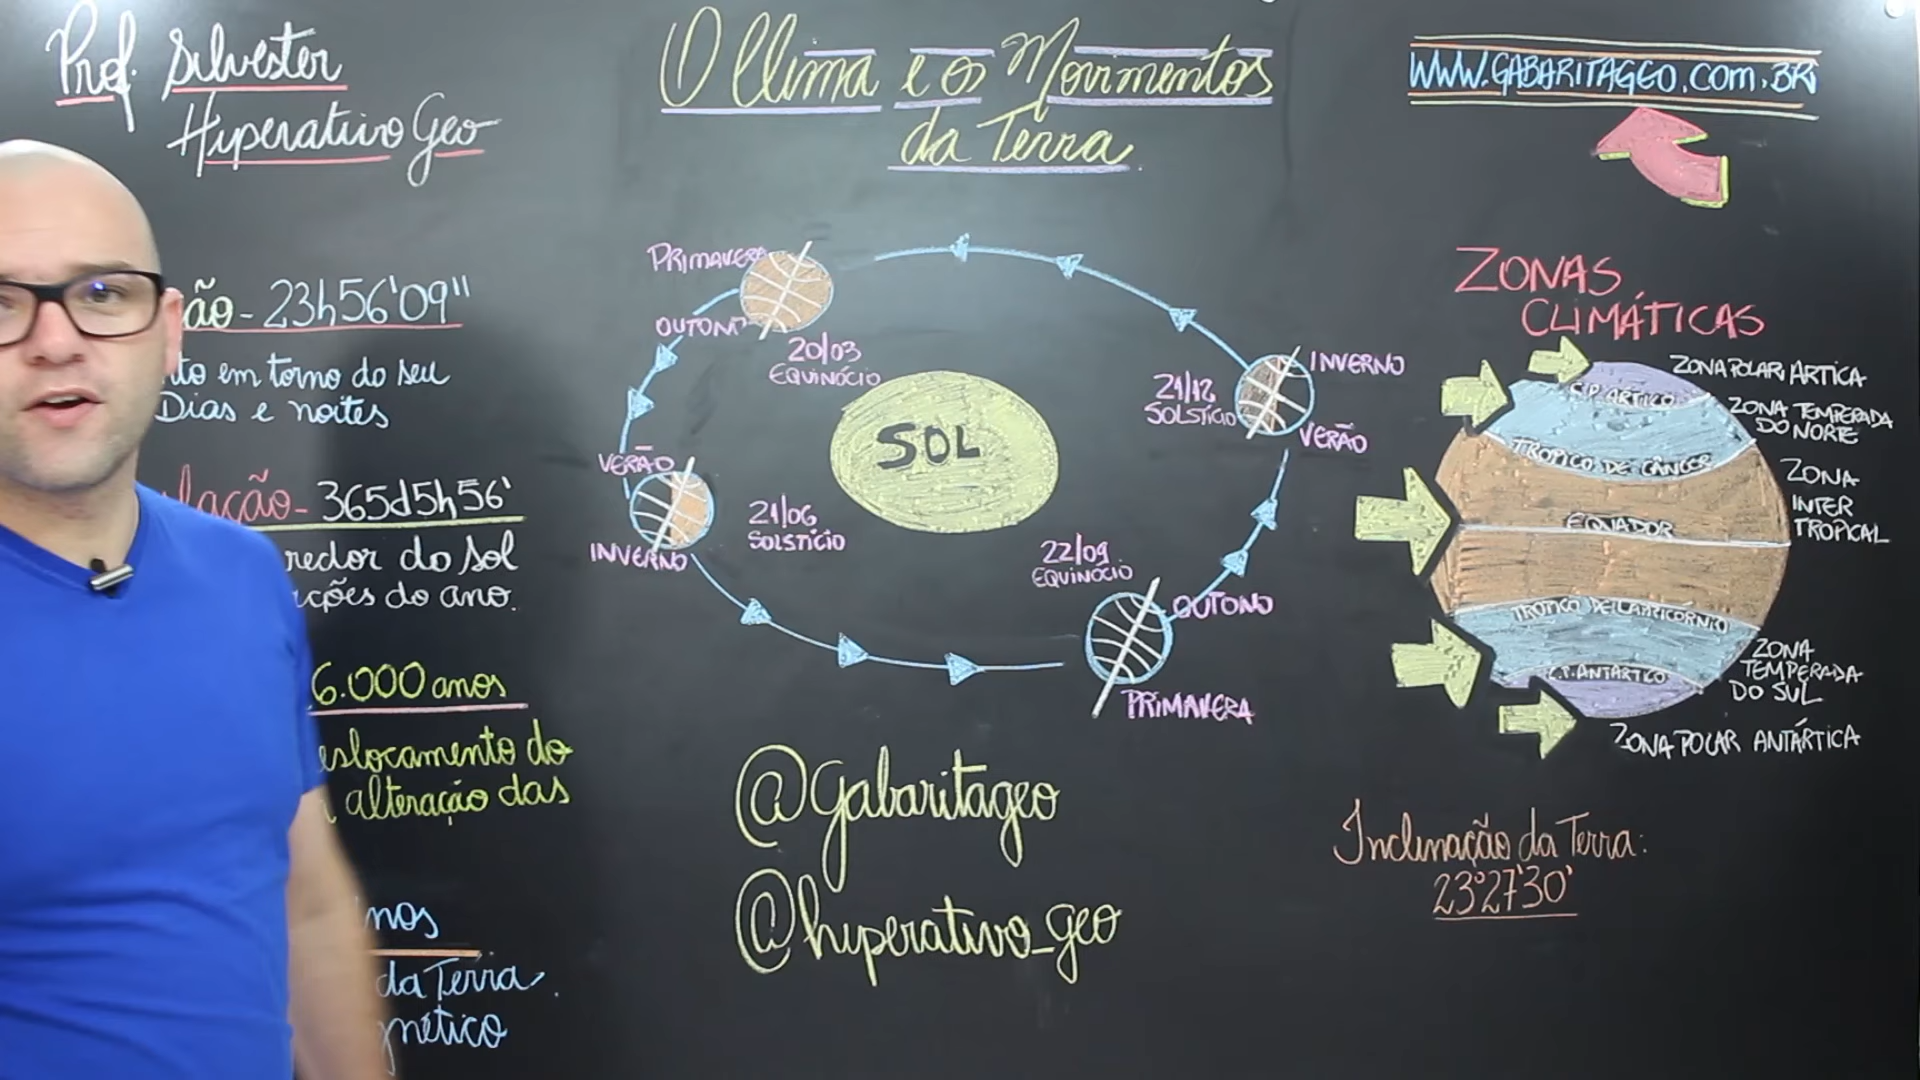 Prof. Silvester
Hiperativo Geo
O Clima e os Movimentos
da Terra
WWW.GABARITAGEO.COM.BR
ão - 23h56'09"
to em torno do seu
Dias e noites
lação - 365d5h56'
redor do Sol
ções do ano.
6.000 anos
eslocamento do
alteração das
nos
da Terra
gnético
PRIMAVERA
OUTON
20/03
EQUINÓCIO
VERÃO
INVERNO
21/06
SOLSTÍCIO
SOL
21/12
SOLSTÍCIO
INVERNO
VERÃO
22/09
EQUINÓCIO
OUTONO
PRIMAVERA
@gabaritageo
@hiperativo_geo
ZONAS
CLIMÁTICAS
ZONA POLAR ÁRTICA
C.P. ÁRTICO
ZONA TEMPERADA
DO NORTE
TRÓPICO DE CÂNCER
ZONA
INTER
TROPICAL
EQUADOR
TRÓPICO DE CAPRICÓRNIO
ZONA
TEMPERADA
DO SUL
C.P. ANTÁRTICO
ZONA POLAR ANTÁRTICA
Inclinação da Terra:
23°27'30'